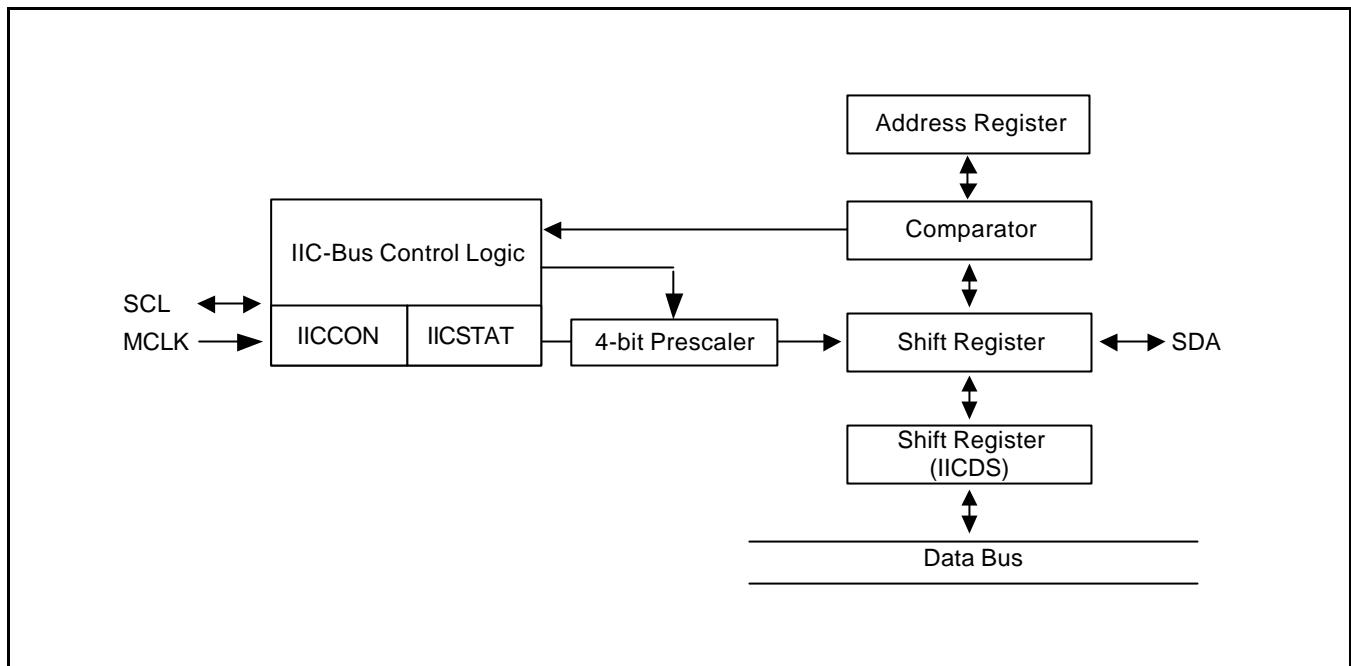 Address Register
Comparator
IIC-Bus Control Logic
SCL
MCLK
IICCON
IICSTAT
4-bit Prescaler
Shift Register
SDA
Shift Register
(IICDS)
Data Bus